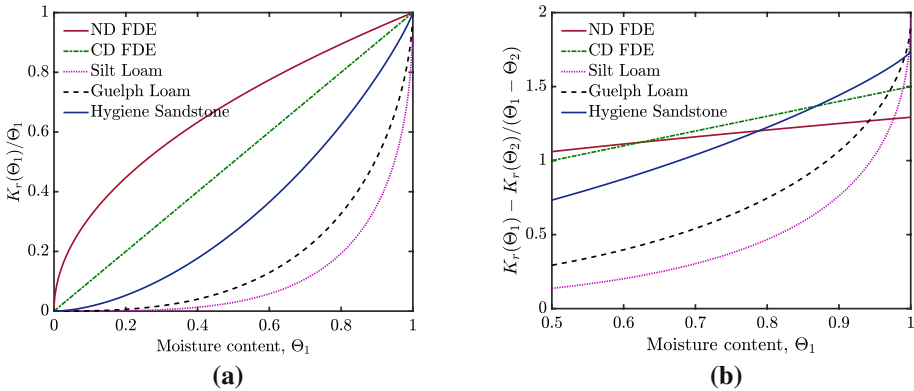 ND FDE
CD FDE
Silt Loam
Guelph Loam
Hygiene Sandstone
K_r(Θ_1)/Θ_1
1
0.8
0.6
0.4
0.2
0
0 0.2 0.4 0.6 0.8 1
Moisture content, Θ_1
(a)
ND FDE
CD FDE
Silt Loam
Guelph Loam
Hygiene Sandstone
K_r(Θ_1) − K_r(Θ_2)/(Θ_1 − Θ_2)
2
1.5
1
0.5
0
0.5 0.6 0.7 0.8 0.9 1
Moisture content, Θ_1
(b)